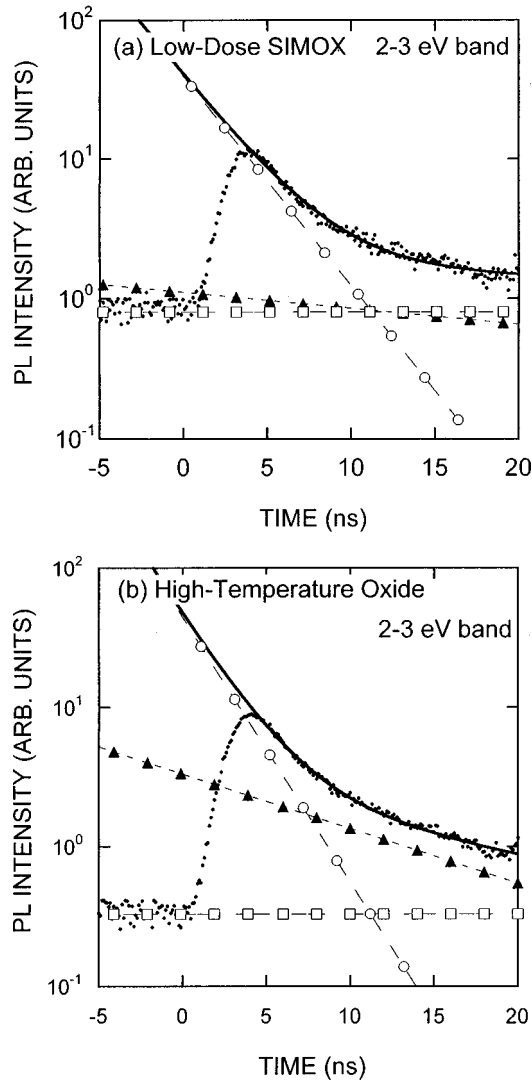 (a) Low-Dose SIMOX 2-3 eV band
PL INTENSITY (ARB. UNITS)
10²
10¹
10⁰
10⁻¹
-5 0 5 10 15 20
TIME (ns)
(b) High-Temperature Oxide
2-3 eV band
PL INTENSITY (ARB. UNITS)
10²
10¹
10⁰
10⁻¹
-5 0 5 10 15 20
TIME (ns)